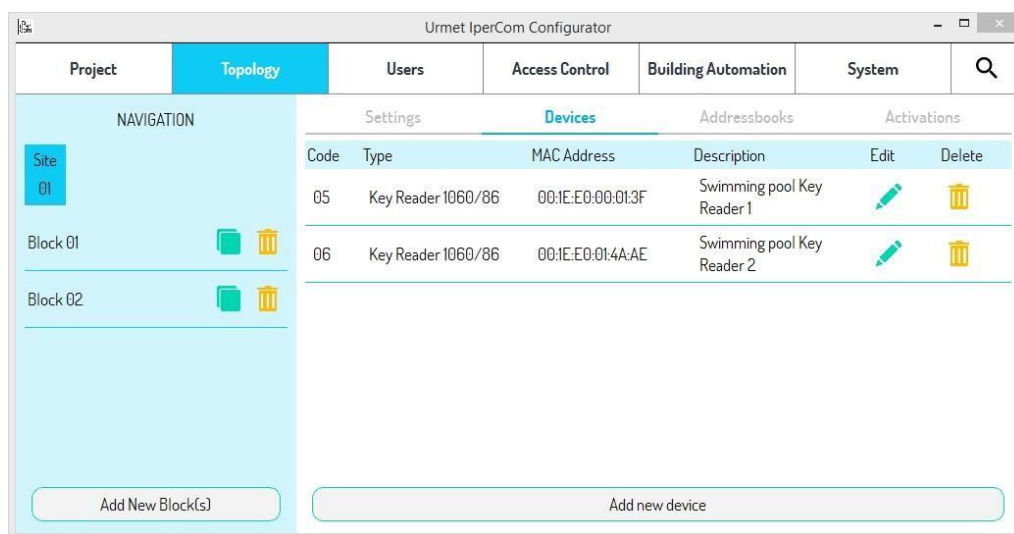 Urmet IperCom Configurator
Project Topology Users Access Control Building Automation System
NAVIGATION
Site
01
Block 01
Block 02
Add New Block(s)
Settings Devices Addressbooks Activations
Code Type MAC Address Description Edit Delete
05 Key Reader 1060/86 00:1E:E0:00:01:3F Swimming pool Key
Reader 1
06 Key Reader 1060/86 00:1E:E0:01:4A:AE Swimming pool Key
Reader 2
Add new device